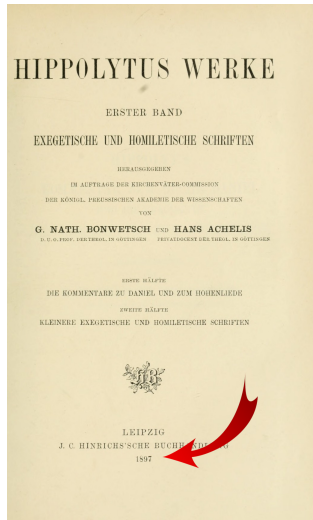 HIPPOLYTUS WERKE
ERSTER BAND
EXEGETISCHE UND HOMILETISCHE SCHRIFTEN
HERAUSGEGEBEN
IM AUFTRAGE DER KIRCHENVÄTER-COMMISSION
DER KÖNIGL. PREUSSISCHEN AKADEMIE DER WISSENSCHAFTEN
VON
G. NATH. BONWETSCH UND HANS ACHELIS
D. U. O. PROF. DER THEOL. IN GÖTTINGEN PRIVATDOCENT DER THEOL. IN GÖTTINGEN
ERSTE HÄLFTE
DIE KOMMENTARE ZU DANIEL UND ZUM HOHENLIEDE
ZWEITE HÄLFTE
KLEINERE EXEGETISCHE UND HOMILETISCHE SCHRIFTEN
LEIPZIG
J. C. HINRICHS'SCHE
1897